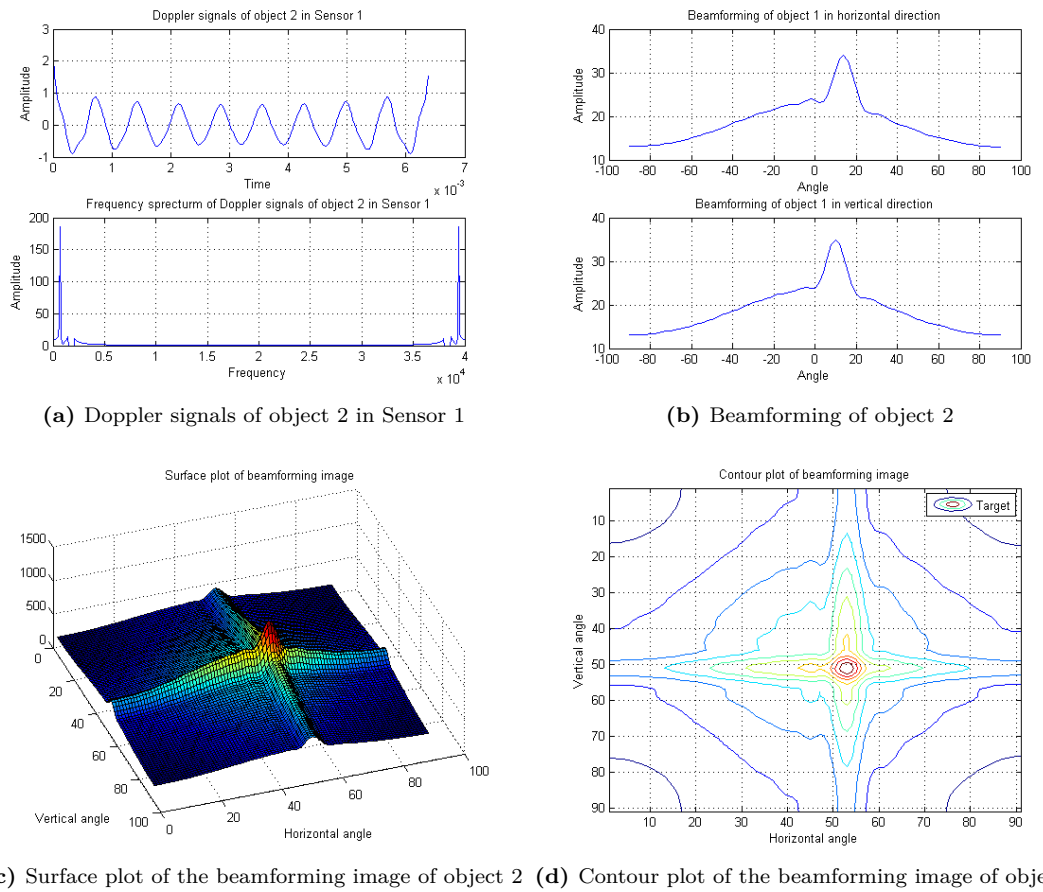 Doppler signals of object 2 in Sensor 1
3
2
1
0
-1
Amplitude
0 1 2 3 4 5 6 7
Time
x 10-3
Frequency sprecturm of Doppler signals of object 2 in Sensor 1
200
150
100
50
0
Amplitude
0 0.5 1 1.5 2 2.5 3 3.5 4
Frequency
x 10^4
(a) Doppler signals of object 2 in Sensor 1
Beamforming of object 1 in horizontal direction
40
30
20
10
Amplitude
-100 -80 -60 -40 -20 0 20 40 60 80 100
Angle
Beamforming of object 1 in vertical direction
40
30
20
10
Amplitude
-100 -80 -60 -40 -20 0 20 40 60 80 100
Angle
(b) Beamforming of object 2
Surface plot of beamforming image
1500
1000
500
0
0
20
40
60
80
100
Vertical angle
0
20
40
60
80
100
Horizontal angle
c) Surface plot of the beamforming image of object 2
Contour plot of beamforming image
Target
10
20
30
40
50
60
70
80
90
Vertical angle
10 20 30 40 50 60 70 80 90
Horizontal angle
(d) Contour plot of the beamforming image of obje